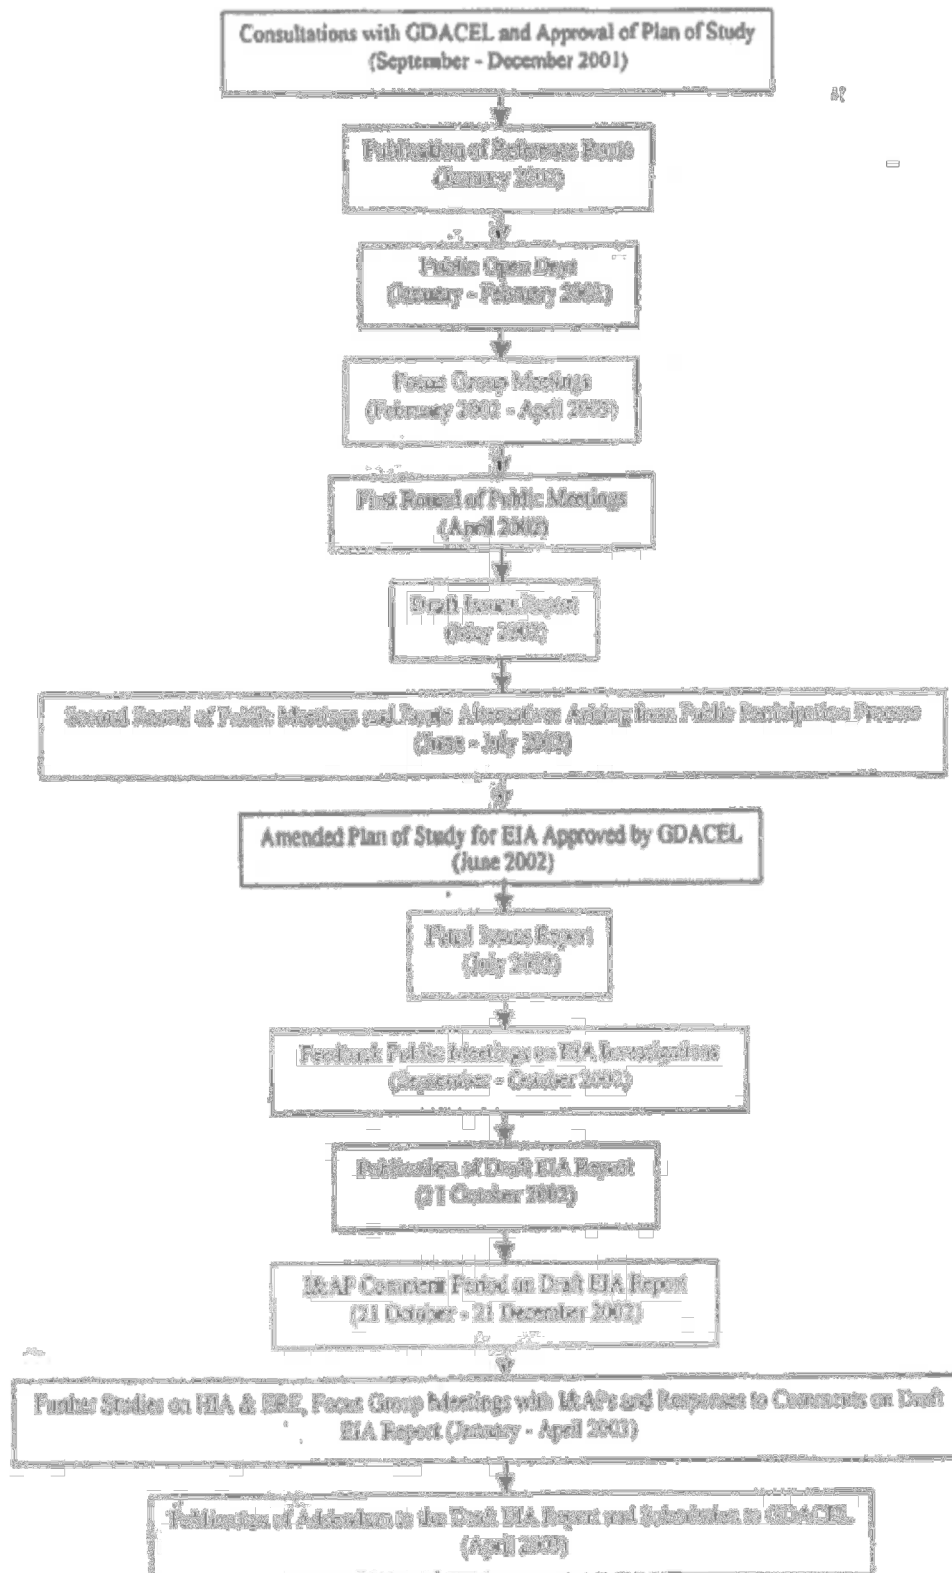 Consultations with GDACEL and Approval of Plan of Study
(September - December 2001)
Publication of Reference Route
(January 2002)
Public Open Days
(January - February 2002)
Focus Group Meetings
(February 2002 - April 2003)
First Round of Public Meetings
(April 2002)
Draft Issues Report
(May 2002)
Second Round of Public Meetings and Route Alternatives Arising from Public Participation Process
(June - July 2002)
Amended Plan of Study for EIA Approved by GDACEL
(June 2002)
Final Issues Report
(July 2002)
Feedback Public Meetings on EIA Investigations
(September - October 2002)
Publication of Draft EIA Report
(21 October 2002)
I&AP Comment Period on Draft EIA Report
(21 October - 21 December 2002)
Further Studies on HIA & ERE, Focus Group Meetings with I&APs and Responses to Comments on Draft
EIA Report (January - April 2003)
Publication of Addendum to the Draft EIA Report and Submission to GDACEL
(April 2003)